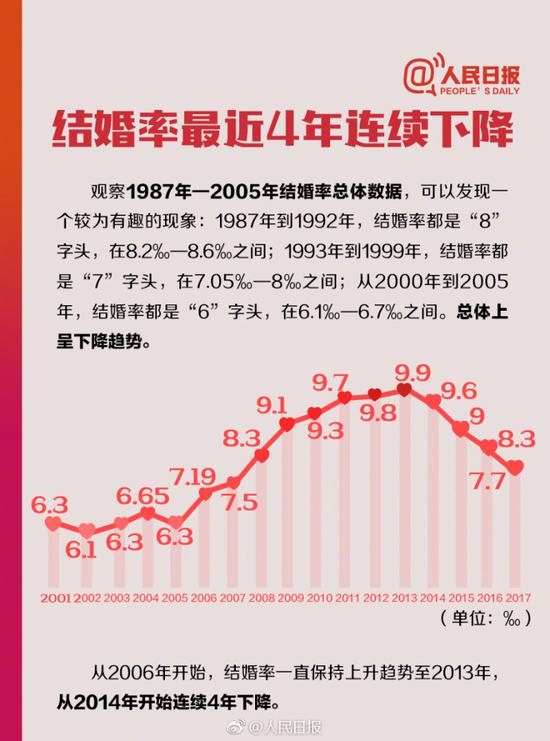 @人民日报
PEOPLE'S DAILY
结婚率最近4年连续下降
观察1987年—2005年结婚率总体数据，可以发现一
个较为有趣的现象：1987年到1992年，结婚率都是“8”
字头，在8.2‰—8.6‰之间；1993年到1999年，结婚率都
是“7”字头，在7.05‰—8‰之间；从2000年到2005
年，结婚率都是“6”字头，在6.1‰—6.7‰之间。总体上
呈下降趋势。
6.3 6.1 6.3 6.65 6.3 7.19 7.5 8.3 9.1 9.3 9.7 9.8 9.9 9.6 9 7.7 8.3
2001 2002 2003 2004 2005 2006 2007 2008 2009 2010 2011 2012 2013 2014 2015 2016 2017
（单位：‰）
从2006年开始，结婚率一直保持上升趋势至2013年，
从2014年开始连续4年下降。
@人民日报